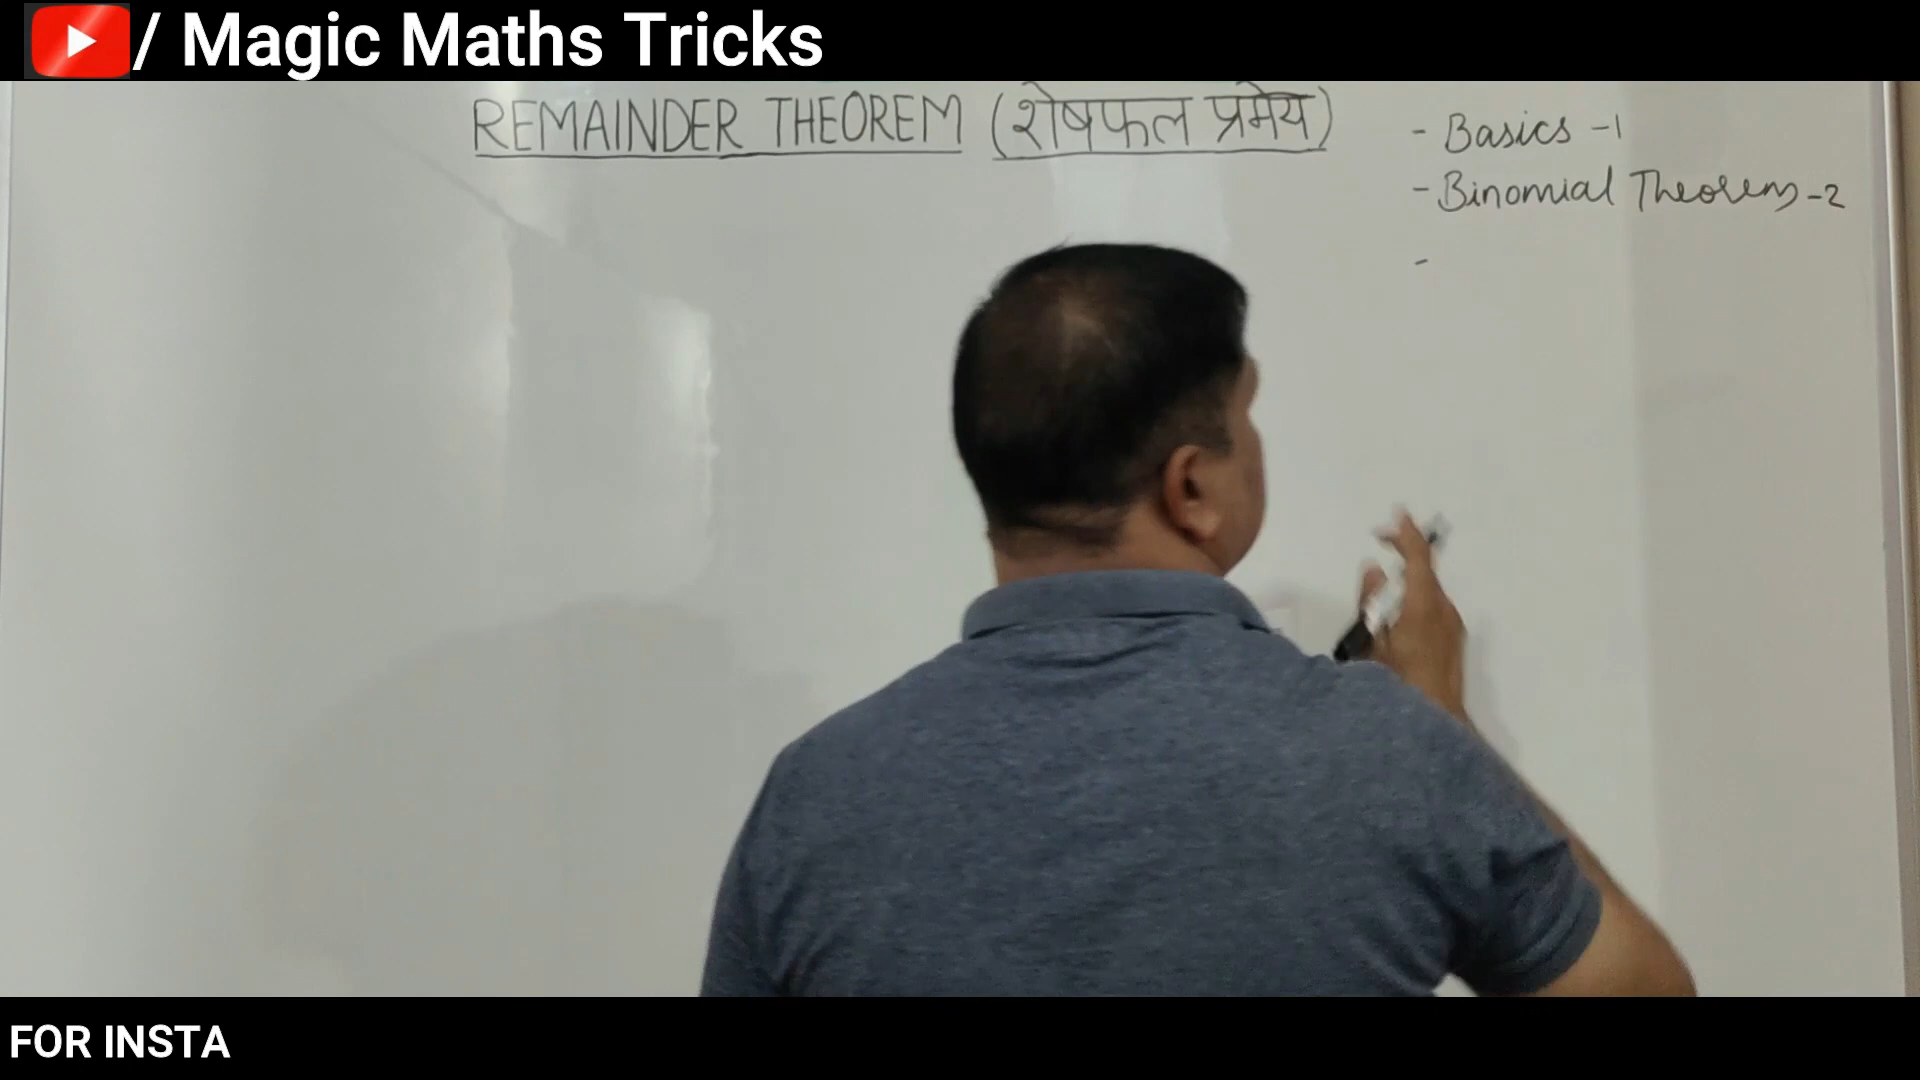 / Magic Maths Tricks
REMAINDER THEOREM (शेषफल प्रमेय)
- Basics -1
- Binomial Theorem -2
-
FOR INSTA